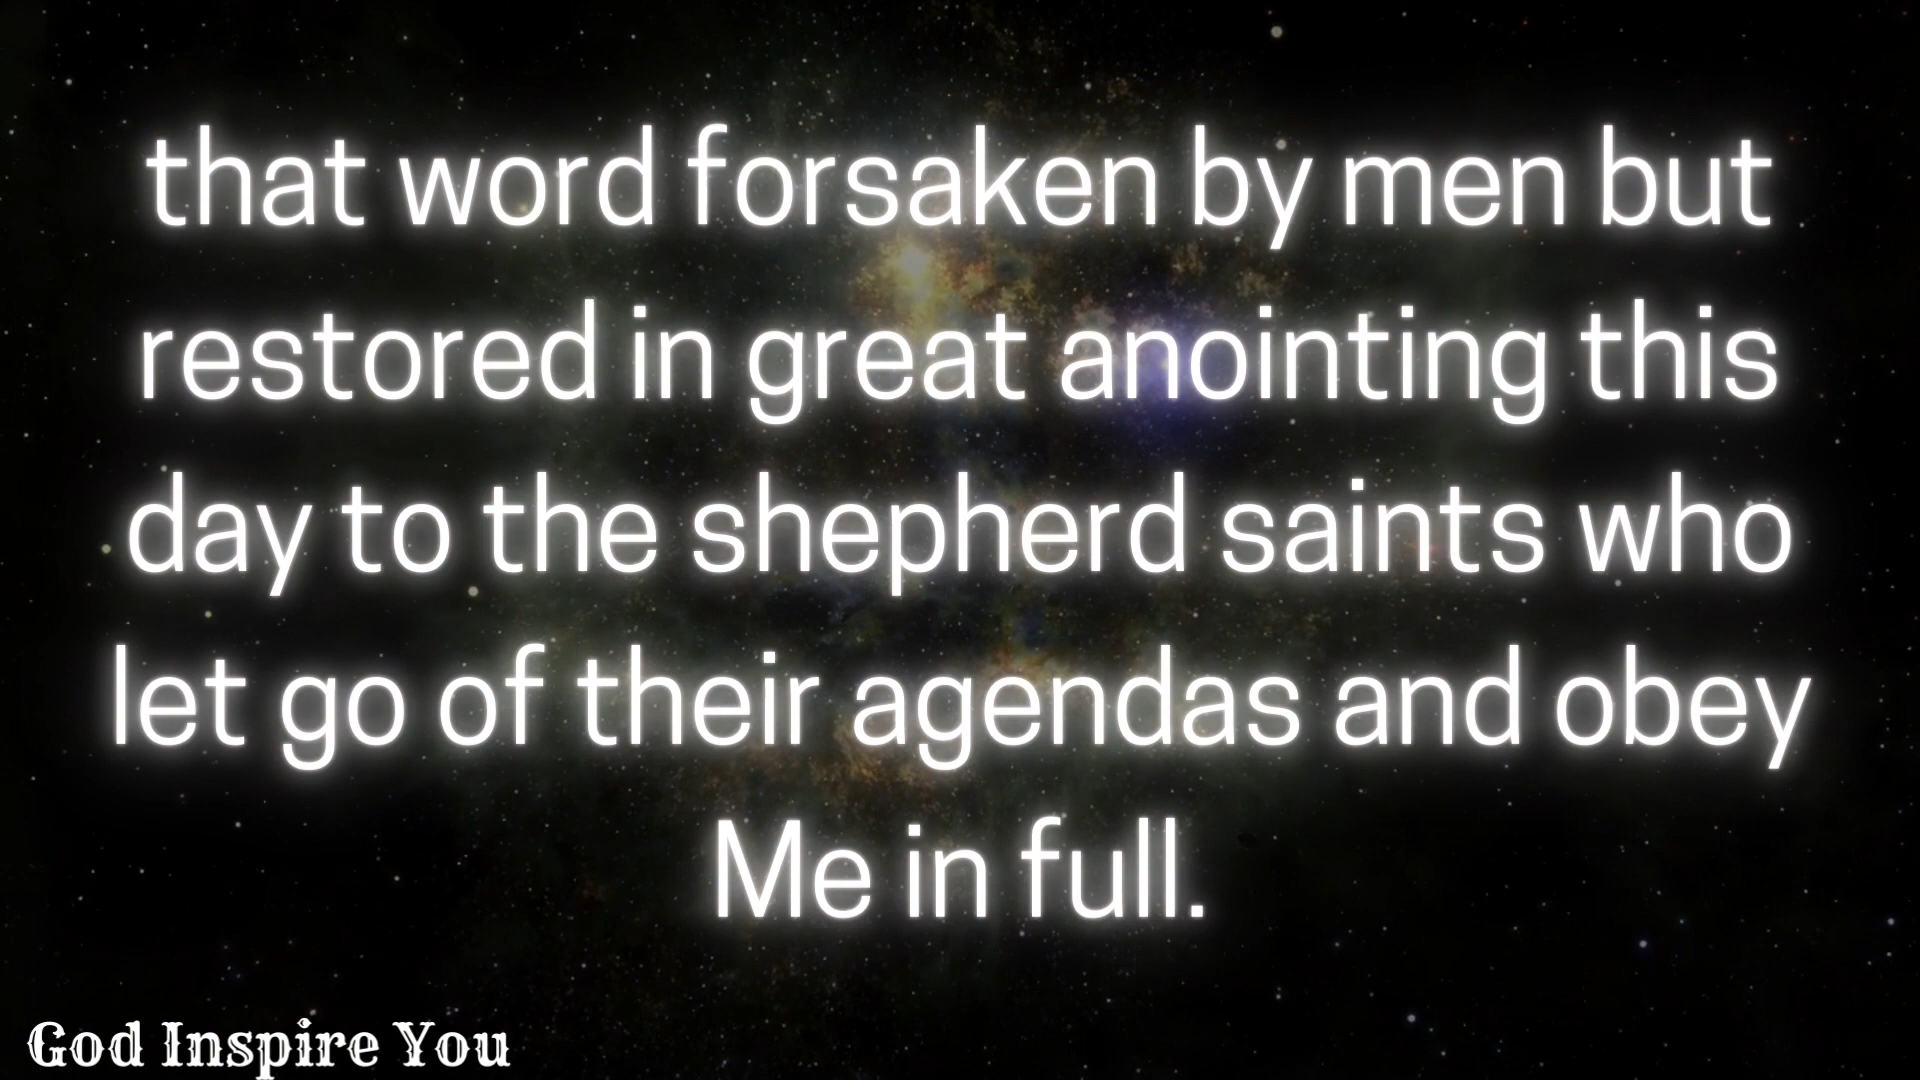 that word forsaken by men but
restored in great anointing this
day to the shepherd saints who
let go of their agendas and obey
Me in full.
God Inspire You